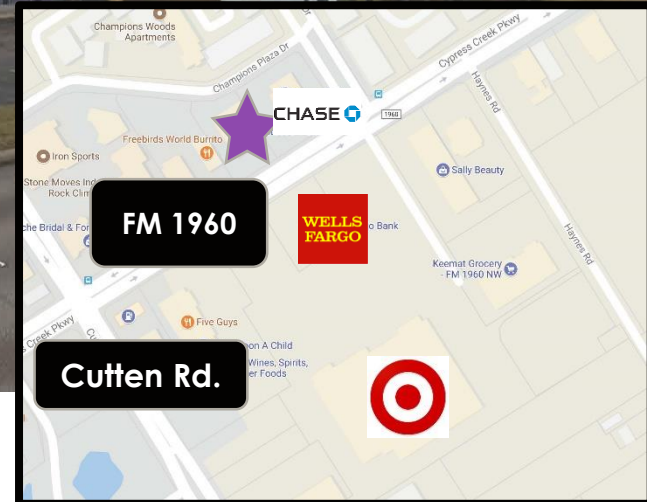 Champions Woods
Apartments
Cypress Creek Pkwy
Champions Plaza Dr
Haynes Rd
CHASE
1960
Freebirds World Burrito
Iron Sports
Sally Beauty
Stone Moves Ind
Rock Clim
FM 1960
WELLS
FARGO
o Bank
che Bridal & For
Haynes Rd
Keemat Grocery
- FM 1960 NW
Five Guys
s Creek Pkwy
Cu
on A Child
Wines, Spirits,
er Foods
Cutten Rd.